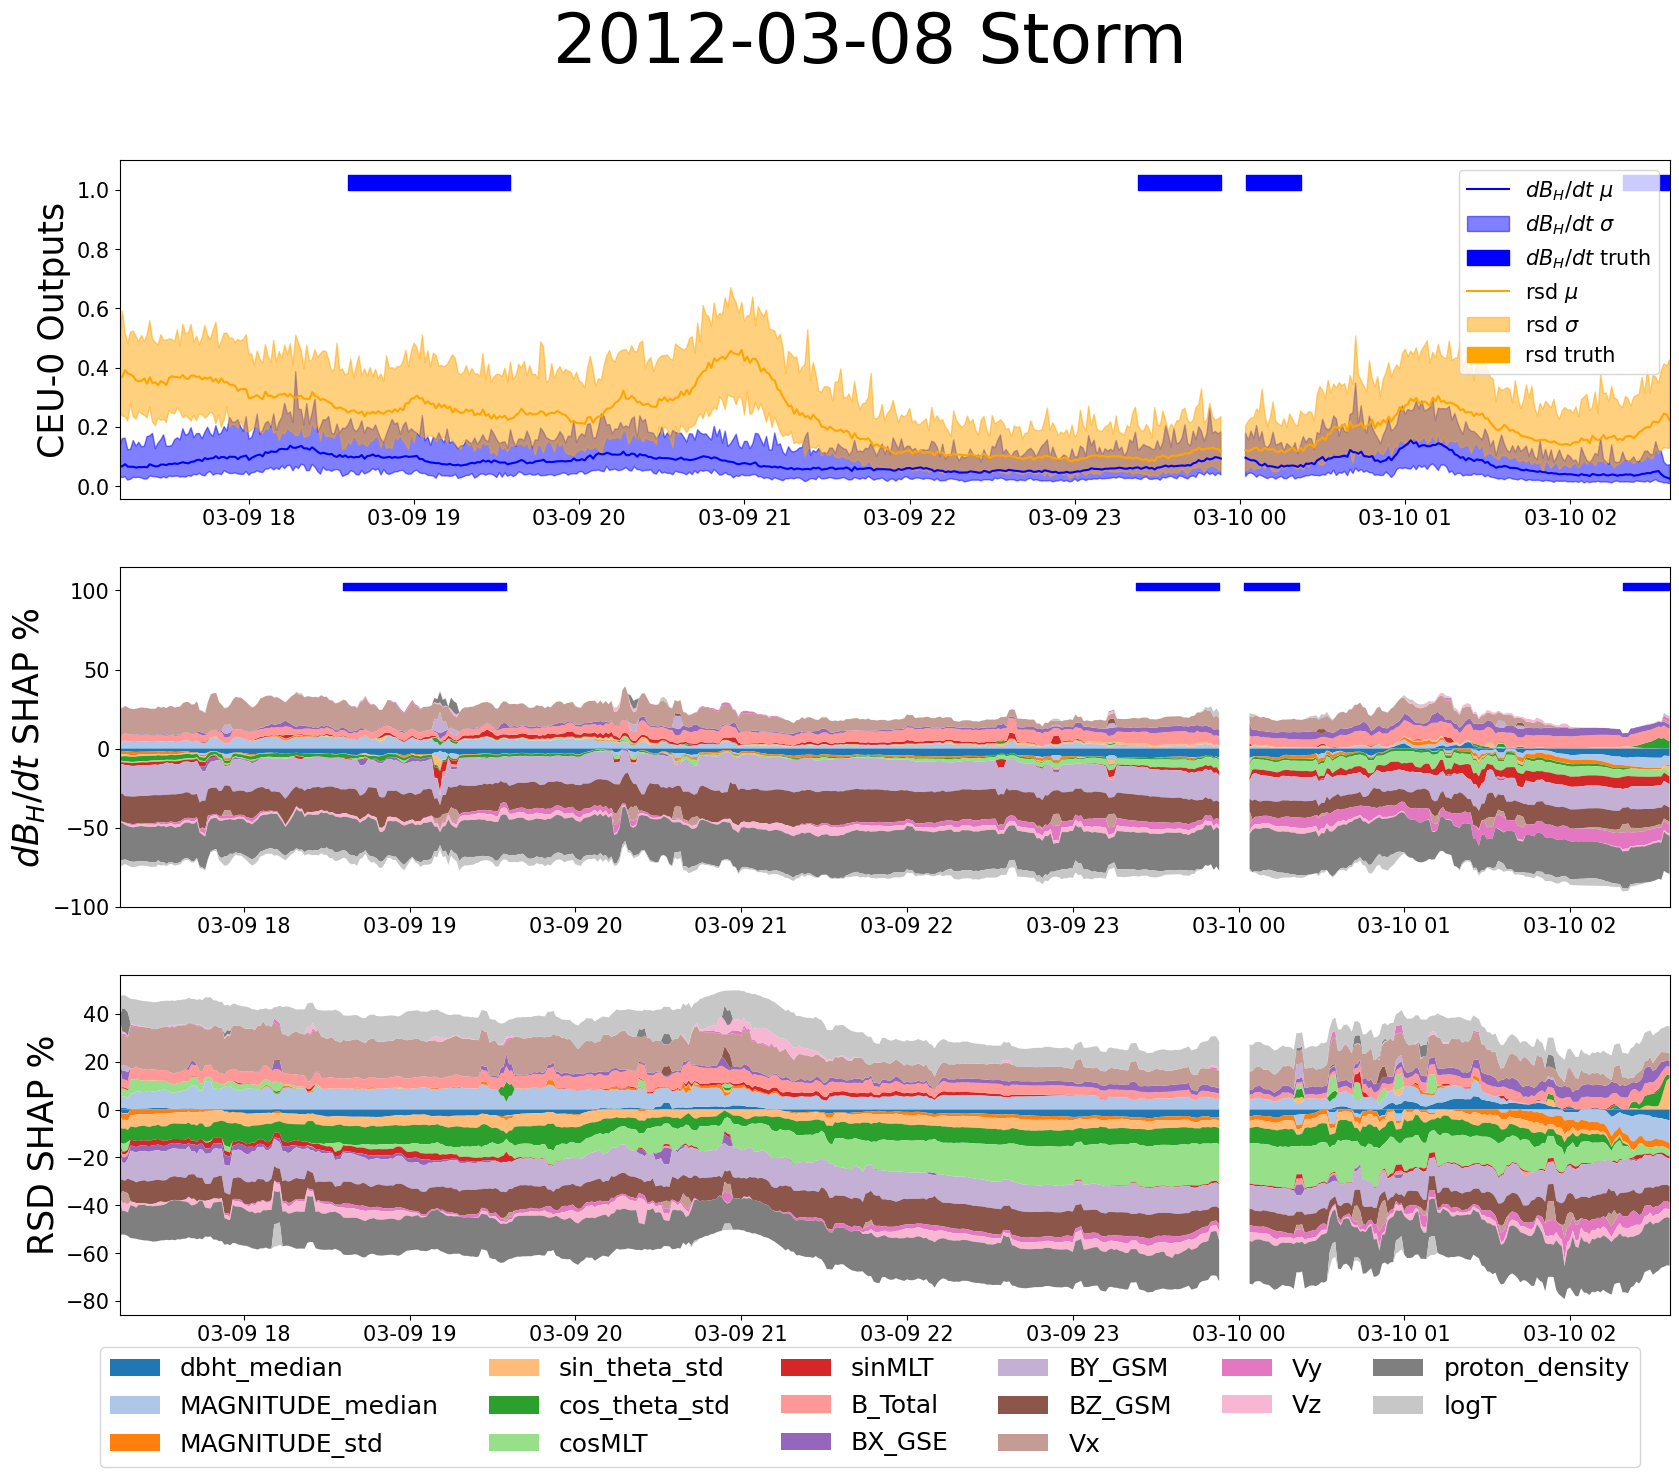 2012-03-08 Storm
CEU-0 Outputs
1.0
0.8
0.6
0.4
0.2
0.0
dB_H/dt μ
dB_H/dt σ
dB_H/dt truth
rsd μ
rsd σ
rsd truth
03-09 18 03-09 19 03-09 20 03-09 21 03-09 22 03-09 23 03-10 00 03-10 01 03-10 02
dB_H/dt SHAP %
100
50
0
−50
−100
03-09 18 03-09 19 03-09 20 03-09 21 03-09 22 03-09 23 03-10 00 03-10 01 03-10 02
RSD SHAP %
40
20
0
−20
−40
−60
−80
03-09 18 03-09 19 03-09 20 03-09 21 03-09 22 03-09 23 03-10 00 03-10 01 03-10 02
dbht_median sin_theta_std sinMLT BY_GSM Vy proton_density
MAGNITUDE_median cos_theta_std B_Total BZ_GSM Vz logT
MAGNITUDE_std cosMLT BX_GSE Vx